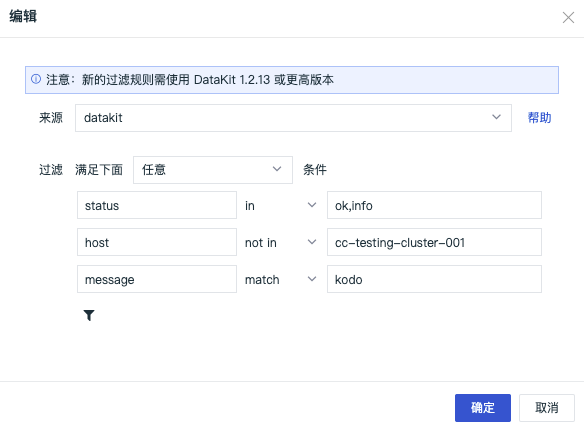 编辑
注意：新的过滤规则需使用 DataKit 1.2.13 或更高版本
来源 datakit 帮助
过滤 满足下面 任意 条件
status in ok,info
host not in cc-testing-cluster-001
message match kodo
确定 取消